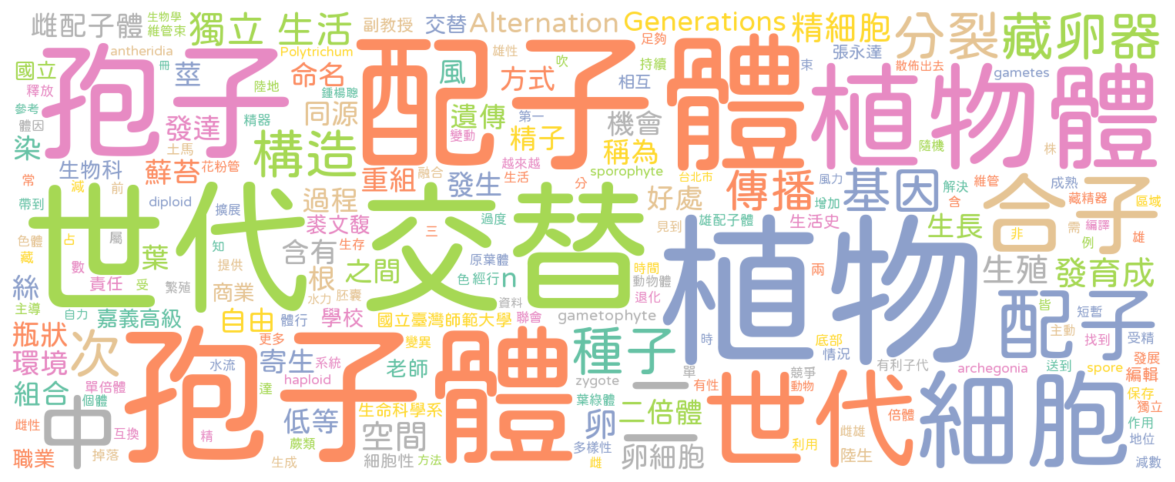 雌配子體 獨立 生活 副教授 交替 Alternation Generations 精細胞 分裂 藏卵器
生物學 維管束 antheridia 孢子 Polytrichum 配子體 雄性 足夠 吹 持續 束 張永達 散佈出去 gametes
國立 冊 莖 陸地 命名 風 方式 相互 植物體
釋放 參考 鍾楊聰 同源 遺傳 第一 機會 隨機 株
體因 發達 精器 變動 精子 稱為
染 土馬 構造 越來越 sporophyte
生物科 蘇苔 花粉管 重組 融合 發生 生活 分 台北市 傳播 風力 基因 解決 維管 成熟 藏精器 合子
常 減 前 diploid 擴展 過程 好處 增加 含 區域
帶到 裘文馥 過度 見到 雄配子體 生活史 生長 非 需 編譯 雄
色體 占 屬 知 生存 三 例
藏 世代交替 植物
葉 數 含有 之間 原葉體 兩 生殖 發育成
絲 責任 受 提供 根 色 經行 n 時間 動物體
主導 繁殖 商業 水力 胚囊 資料 退化 配子 皆 短暫
自力 嘉義高級 自由 體行 學校 國立臺灣師範大學 聯會 gametophyte 主動 找到 受精
瓶狀 次 更多 變異 種子 時 底部 情況 發展
環境 水流 寄生 系統 老師 單 有利子代 送到 編輯
組合 單倍體 達 haploid 孢子體 葉綠體 zygote 一 有性 競爭 動物 archegonia spore
個體 中 低等 生命科學系 卵 二倍體 世代 倍體 細胞 保存 獨立
雌性 互換 精 蕨類 空間 多樣性 雌雄 作用
職業 掉落 生成 細胞性 方法 雌 卵細胞 利用 陸生 地位 減數